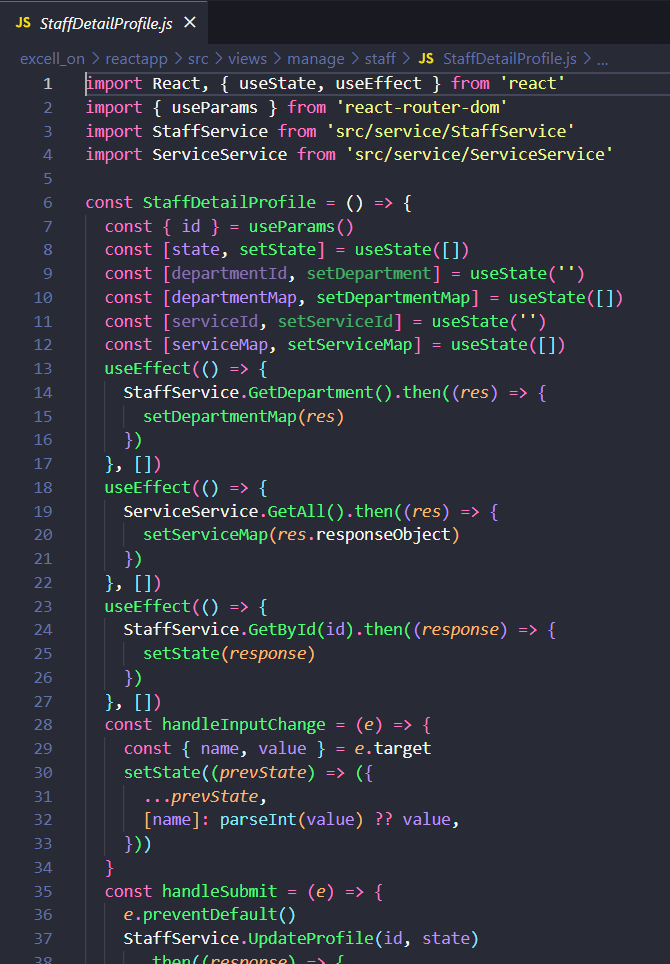 JS StaffDetailProfile.js ×
excell_on > reactapp > src > views > manage > staff > JS StaffDetailProfile.js > ...
1 import React, { useState, useEffect } from 'react'
2 import { useParams } from 'react-router-dom'
3 import StaffService from 'src/service/StaffService'
4 import ServiceService from 'src/service/ServiceService'
5
6 const StaffDetailProfile = () => {
7 const { id } = useParams()
8 const [state, setState] = useState([])
9 const [departmentId, setDepartment] = useState('')
10 const [departmentMap, setDepartmentMap] = useState([])
11 const [serviceId, setServiceId] = useState('')
12 const [serviceMap, setServiceMap] = useState([])
13 useEffect(() => {
14 StaffService.GetDepartment().then((res) => {
15 setDepartmentMap(res)
16 })
17 }, [])
18 useEffect(() => {
19 ServiceService.GetAll().then((res) => {
20 setServiceMap(res.responseObject)
21 })
22 }, [])
23 useEffect(() => {
24 StaffService.GetById(id).then((response) => {
25 setState(response)
26 })
27 }, [])
28 const handleInputChange = (e) => {
29 const { name, value } = e.target
30 setState((prevState) => ({
31 ...prevState,
32 [name]: parseInt(value) ?? value,
33 }))
34 }
35 const handleSubmit = (e) => {
36 e.preventDefault()
37 StaffService.UpdateProfile(id, state)
38 .then((response) => {